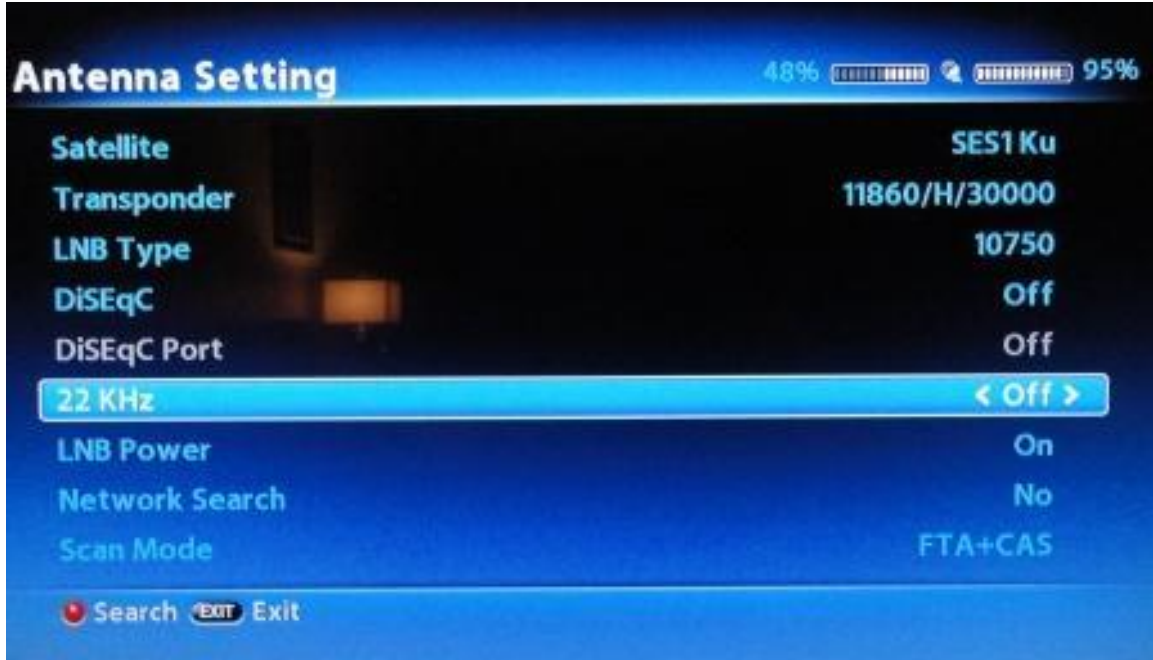 Antenna Setting 48% 95%
Satellite SES1 Ku
Transponder 11860/H/30000
LNB Type 10750
DiSEqC Off
DiSEqC Port Off
22 KHz < Off >
LNB Power On
Network Search No
Scan Mode FTA+CAS
Search EXIT Exit